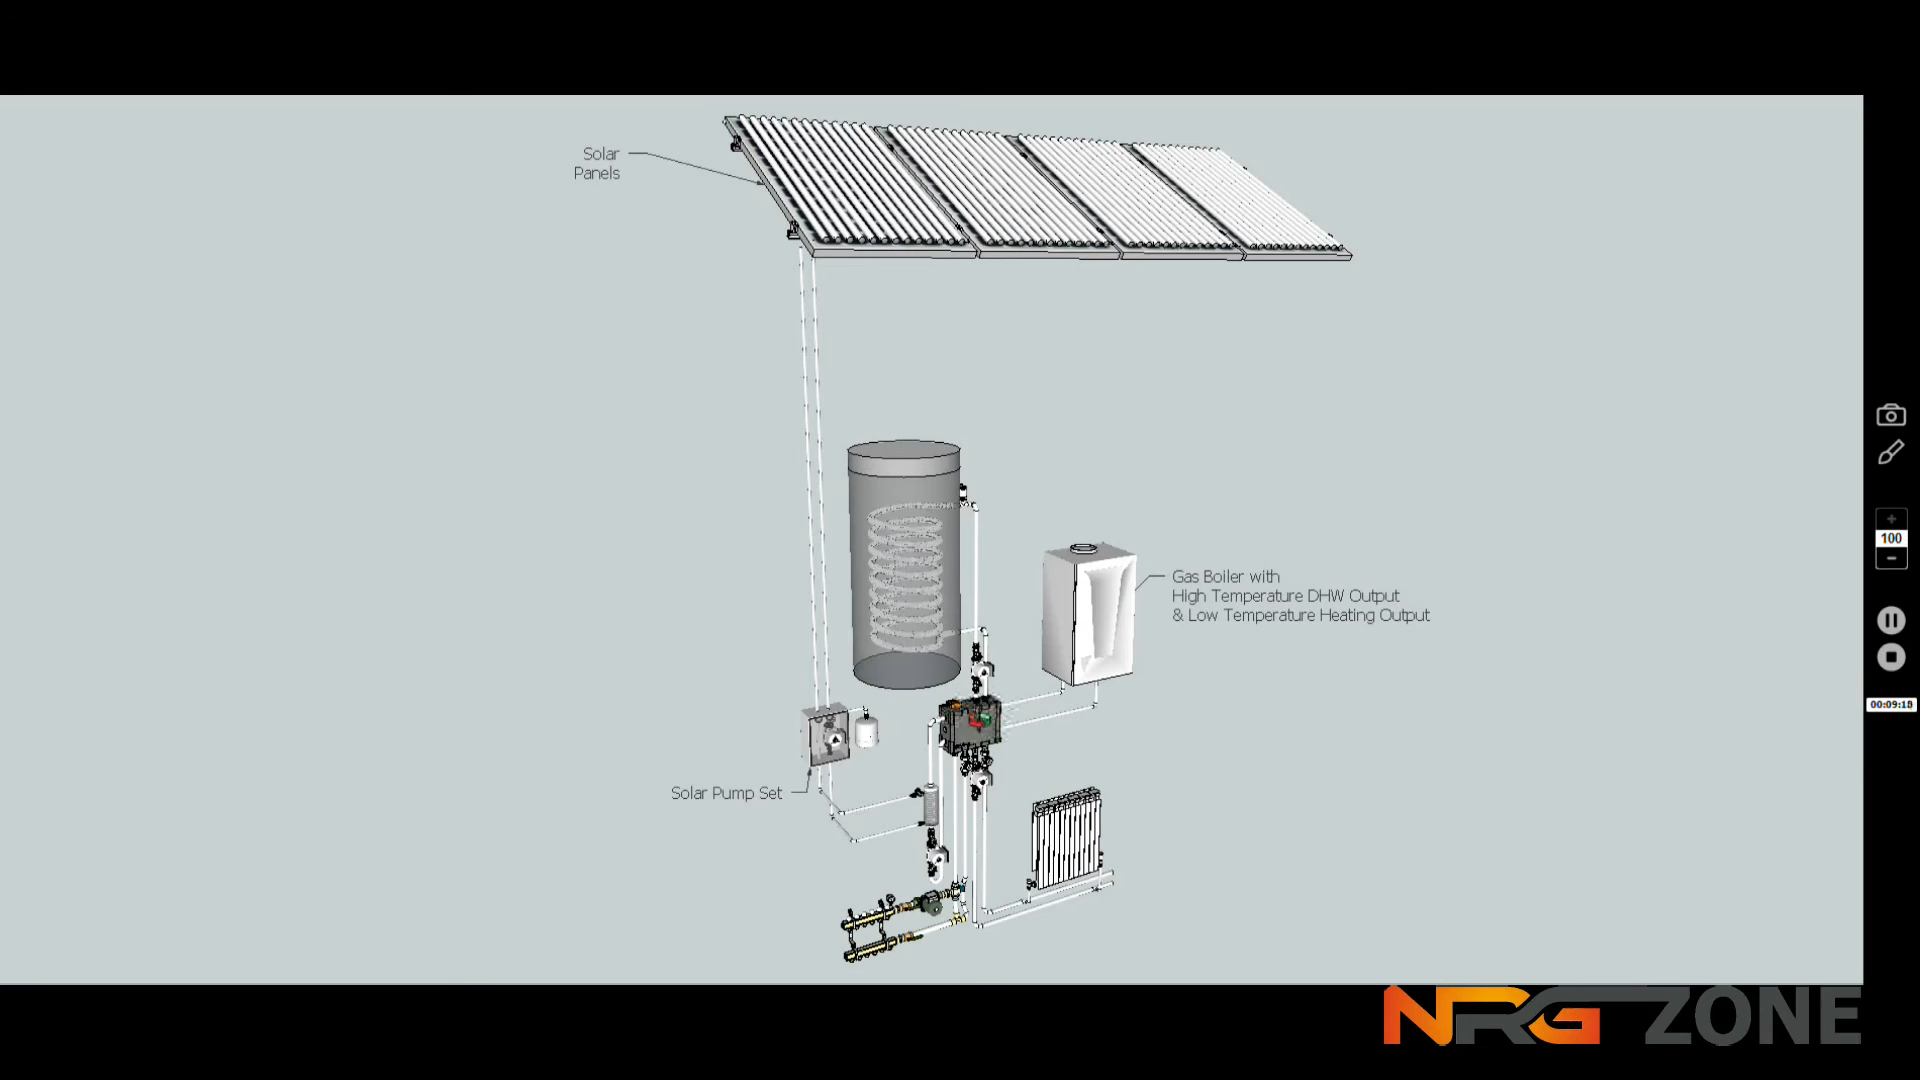 Solar
Panels
Gas Boiler with
High Temperature DHW Output
& Low Temperature Heating Output
Solar Pump Set
+
100
-
00:09:18
NRG ZONE